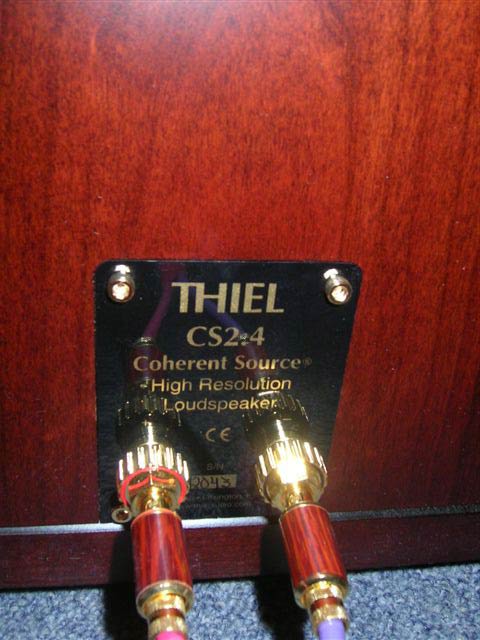 THIEL
CS2.4
Coherent Source®
High Resolution
Loudspeaker
CE
S/N